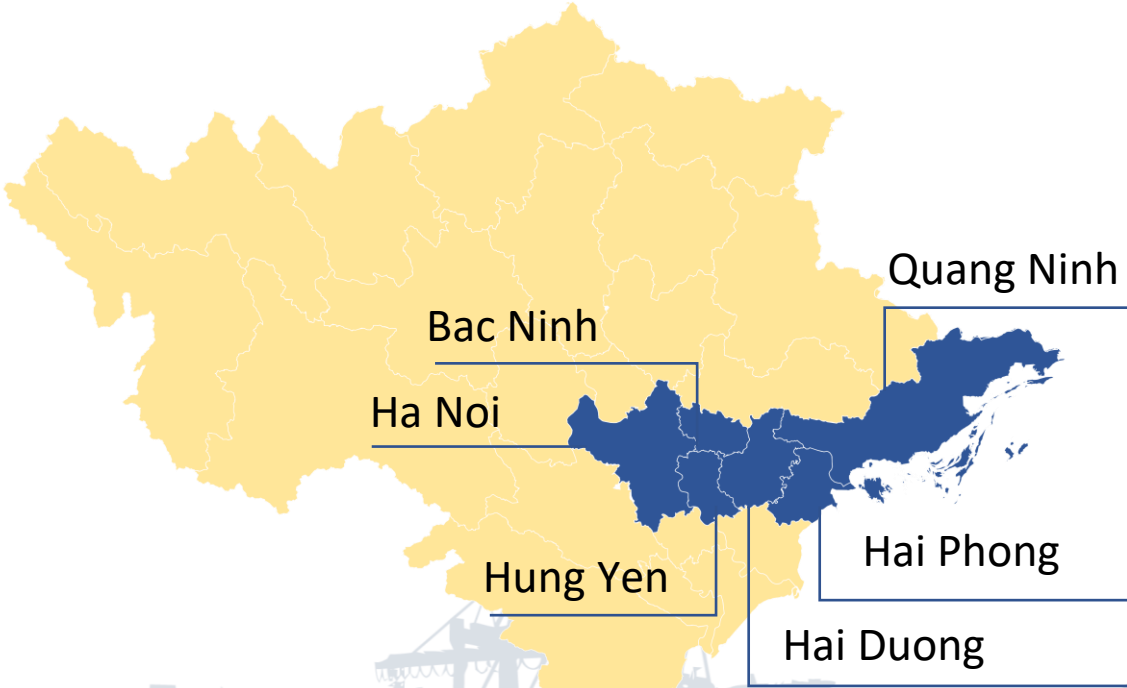 Quang Ninh
Bac Ninh
Ha Noi
Hai Phong
Hung Yen
Hai Duong